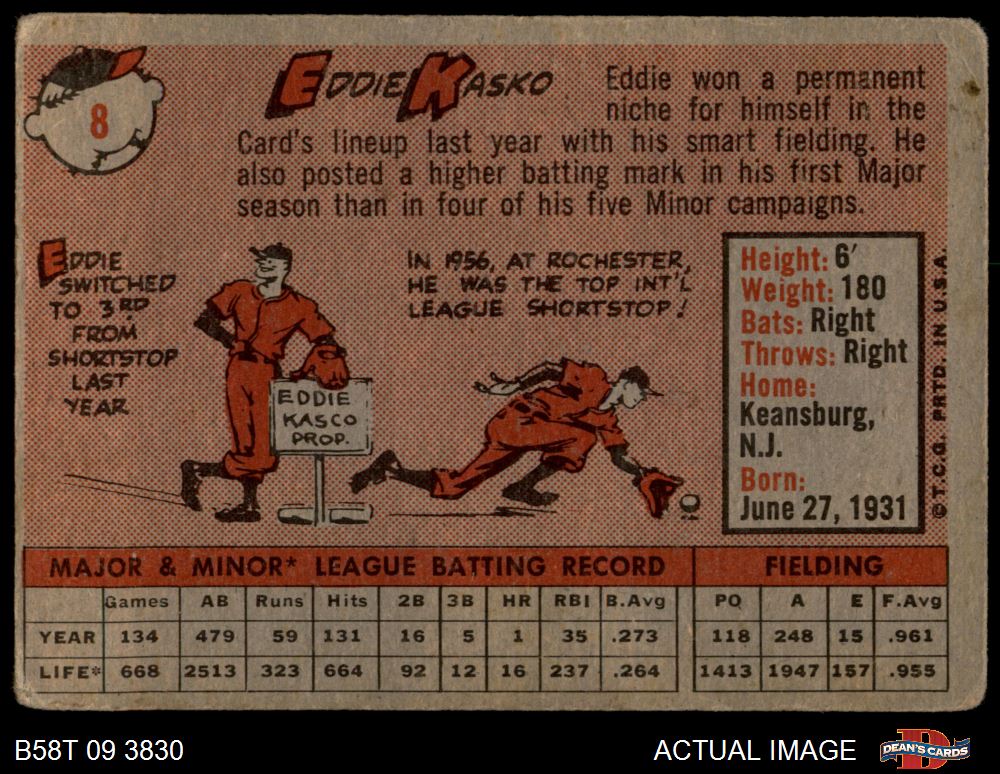 8
EDDIE KASKO
Eddie won a permanent
niche for himself in the
Card's lineup last year with his smart fielding. He
also posted a higher batting mark in his first Major
season than in four of his five Minor campaigns.
EDDIE
SWITCHED
TO 3RD
FROM
SHORTSTOP
LAST
YEAR
EDDIE
KASCO
PROP.
IN 1956, AT ROCHESTER,
HE WAS THE TOP INT'L
LEAGUE SHORTSTOP!
Height: 6'
Weight: 180
Bats: Right
Throws: Right
Home:
Keansburg,
N.J.
Born:
June 27, 1931
© T.C.G. PRTD. IN U.S.A.
MAJOR & MINOR* LEAGUE BATTING RECORD FIELDING
Games AB Runs Hits 2B 3B HR RBI B.Avg PO A E F.Avg
YEAR 134 479 59 131 16 5 1 35 .273 118 248 15 .961
LIFE* 668 2513 323 664 92 12 16 237 .264 1413 1947 157 .955
B58T 09 3830
ACTUAL IMAGE
DEAN'S CARDS